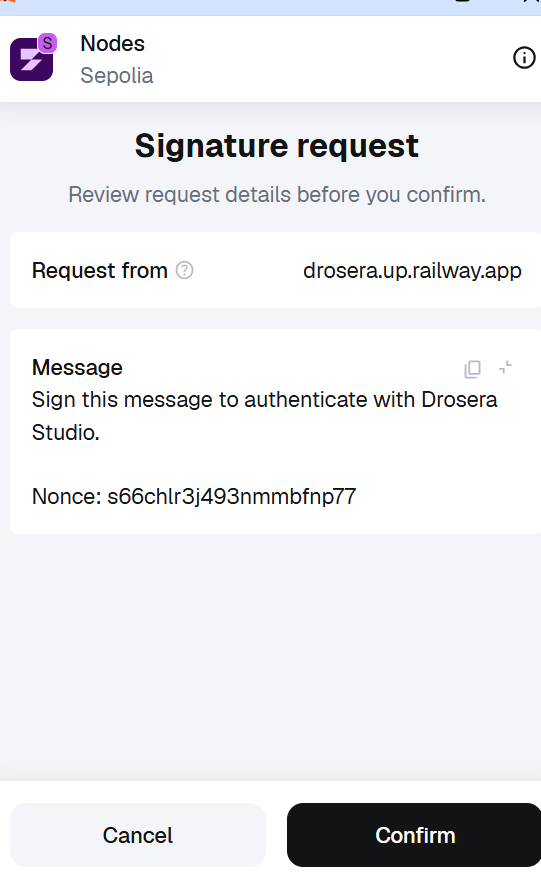 S
Nodes
Sepolia
Signature request
Review request details before you confirm.
Request from
drosera.up.railway.app
Message
Sign this message to authenticate with Drosera
Studio.
Nonce: s66chlr3j493nmmbfnp77
Cancel
Confirm